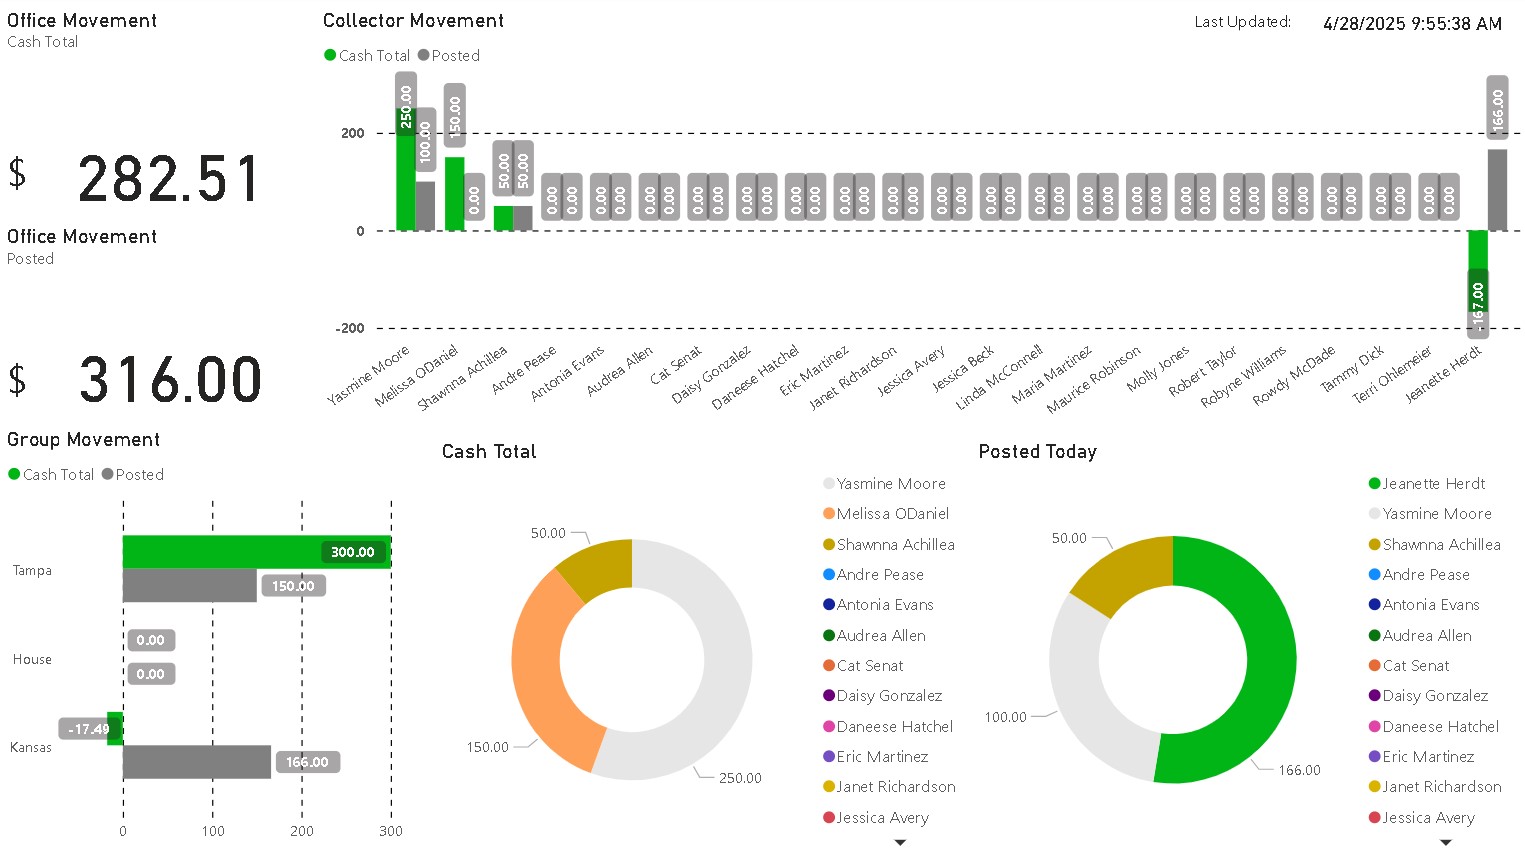 Office Movement
Cash Total
$ 282.51
Office Movement
Posted
$ 316.00
Collector Movement
Last Updated: 4/28/2025 9:55:38 AM
Cash Total Posted
200
0
-200
250.00 100.00 150.00 0.00 50.00 50.00 0.00 0.00 0.00 0.00 0.00 0.00 0.00 0.00 0.00 0.00 0.00 0.00 0.00 0.00 0.00 0.00 0.00 0.00 0.00 0.00 0.00 0.00 0.00 0.00 0.00 0.00 0.00 0.00 0.00 0.00 0.00 0.00 0.00 0.00 0.00 0.00 0.00 0.00 -167.00 166.00
Yasmine Moore
Melissa ODaniel
Shawnna Achillea
Andre Pease
Antonia Evans
Audrea Allen
Cat Senat
Daisy Gonzalez
Daneese Hatchel
Eric Martinez
Janet Richardson
Jessica Avery
Jessica Beck
Linda McConnell
Maria Martinez
Maurice Robinson
Molly Jones
Robert Taylor
Robyne Williams
Rowdy McDade
Tammy Dick
Terri Ohlemeier
Jeanette Herdt
Group Movement
Cash Total Posted
Tampa
300.00
150.00
House
0.00
0.00
Kansas
-17.49
166.00
0 100 200 300
Cash Total
50.00
150.00
250.00
Yasmine Moore
Melissa ODaniel
Shawnna Achillea
Andre Pease
Antonia Evans
Audrea Allen
Cat Senat
Daisy Gonzalez
Daneese Hatchel
Eric Martinez
Janet Richardson
Jessica Avery
Posted Today
50.00
100.00
166.00
Jeanette Herdt
Yasmine Moore
Shawnna Achillea
Andre Pease
Antonia Evans
Audrea Allen
Cat Senat
Daisy Gonzalez
Daneese Hatchel
Eric Martinez
Janet Richardson
Jessica Avery